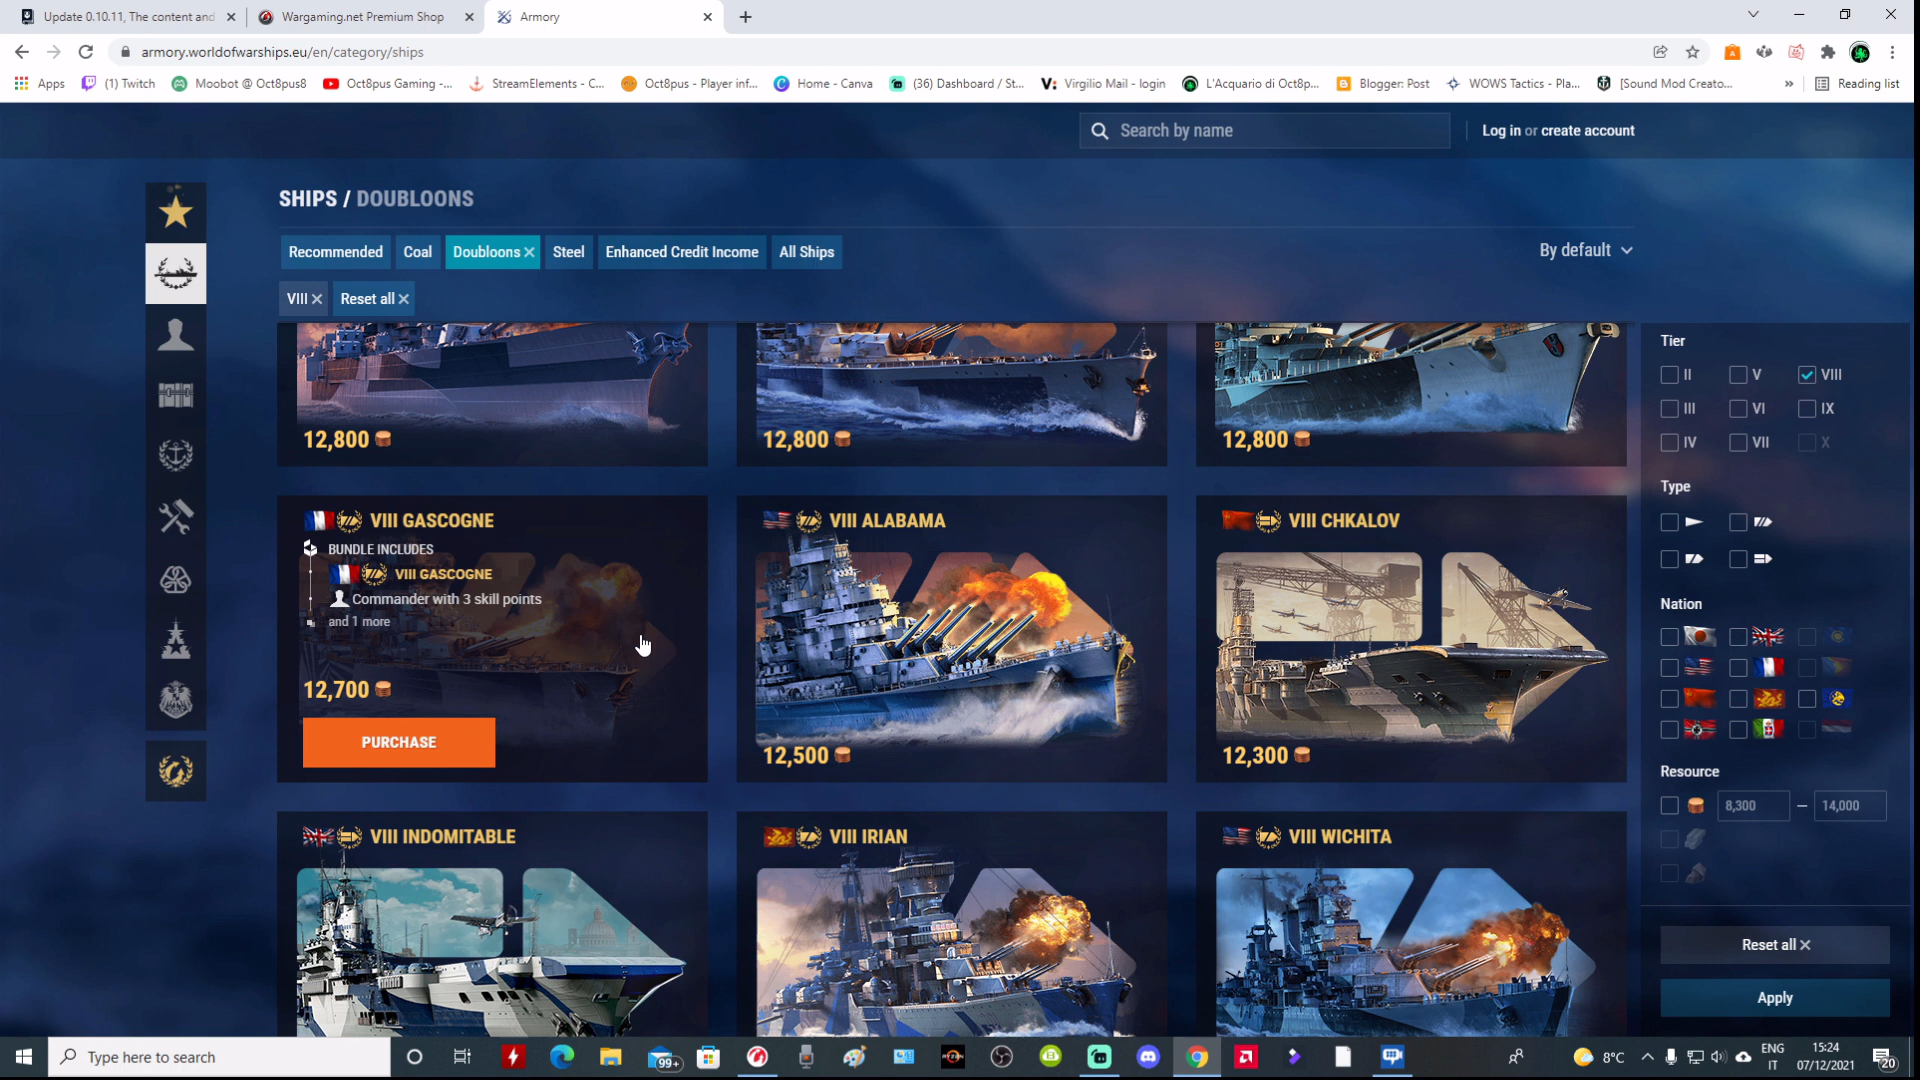 Update 0.10.11, The content and
Wargaming.net Premium Shop
Armory
armory.worldofwarships.eu/en/category/ships
Apps
(1) Twitch
Moobot @ Oct8pus8
Oct8pus Gaming -...
StreamElements - C...
Oct8pus - Player inf...
Home - Canva
(36) Dashboard / St...
Virgilio Mail - login
L'Acquario di Oct8p...
Blogger: Post
WOWS Tactics - Pla...
[Sound Mod Creato...
»
Reading list
Search by name
Log in or create account
SHIPS / DOUBLOONS
Recommended
Coal
Doubloons
Steel
Enhanced Credit Income
All Ships
By default
VIII
Reset all
12,800
12,800
12,800
VIII GASCOGNE
BUNDLE INCLUDES
VIII GASCOGNE
Commander with 3 skill points
and 1 more
12,700
PURCHASE
VIII ALABAMA
12,500
VIII CHKALOV
12,300
VIII INDOMITABLE
VIII IRIAN
VIII WICHITA
Tier
II
V
VIII
III
VI
IX
IV
VII
X
Type
Nation
Resource
8,300
—
14,000
Reset all
Apply
Type here to search
99+
RYZEN
8°C
ENG
IT
15:24
07/12/2021
20